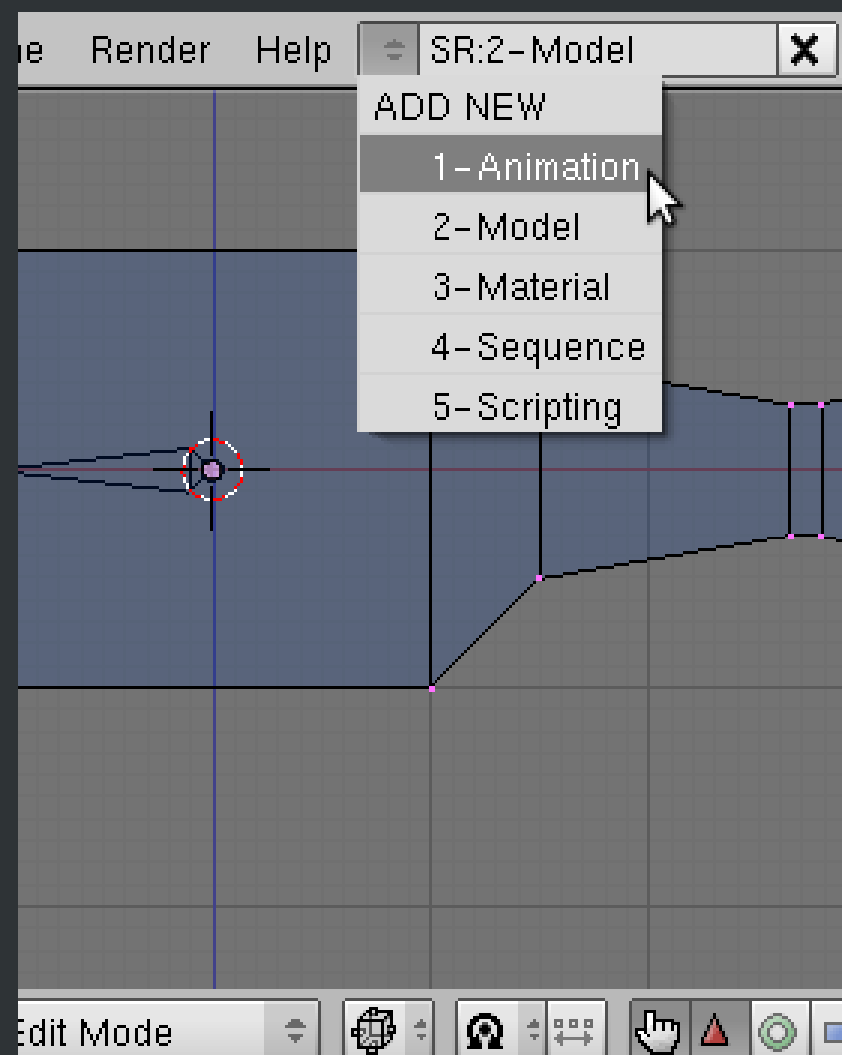 Render Help SR:2-Model
ADD NEW
1-Animation
2-Model
3-Material
4-Sequence
5-Scripting
Edit Mode